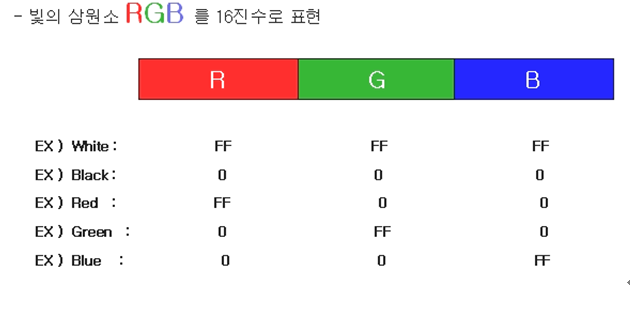 - 빛의 삼원소 RGB 를 16진수로 표현
R G B
EX ) White : FF FF FF
EX ) Black : 0 0 0
EX ) Red : FF 0 0
EX ) Green : 0 FF 0
EX ) Blue : 0 0 FF